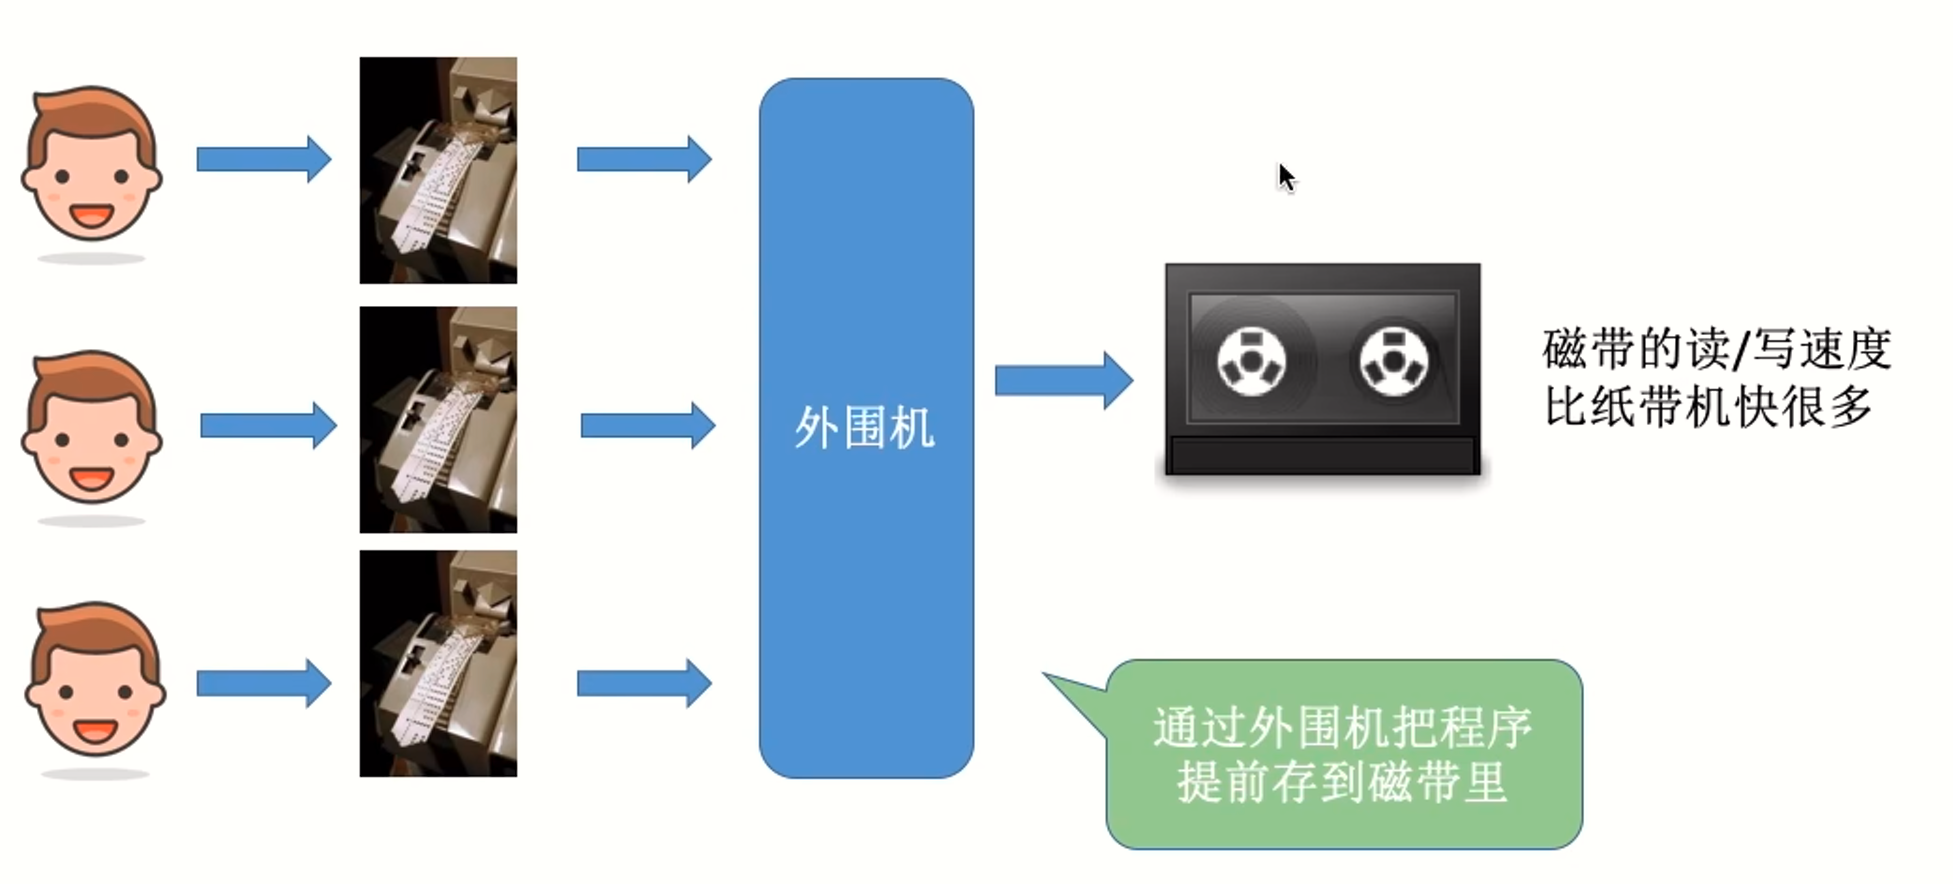 外围机
磁带的读/写速度
比纸带机快很多
通过外围机把程序
提前存到磁带里